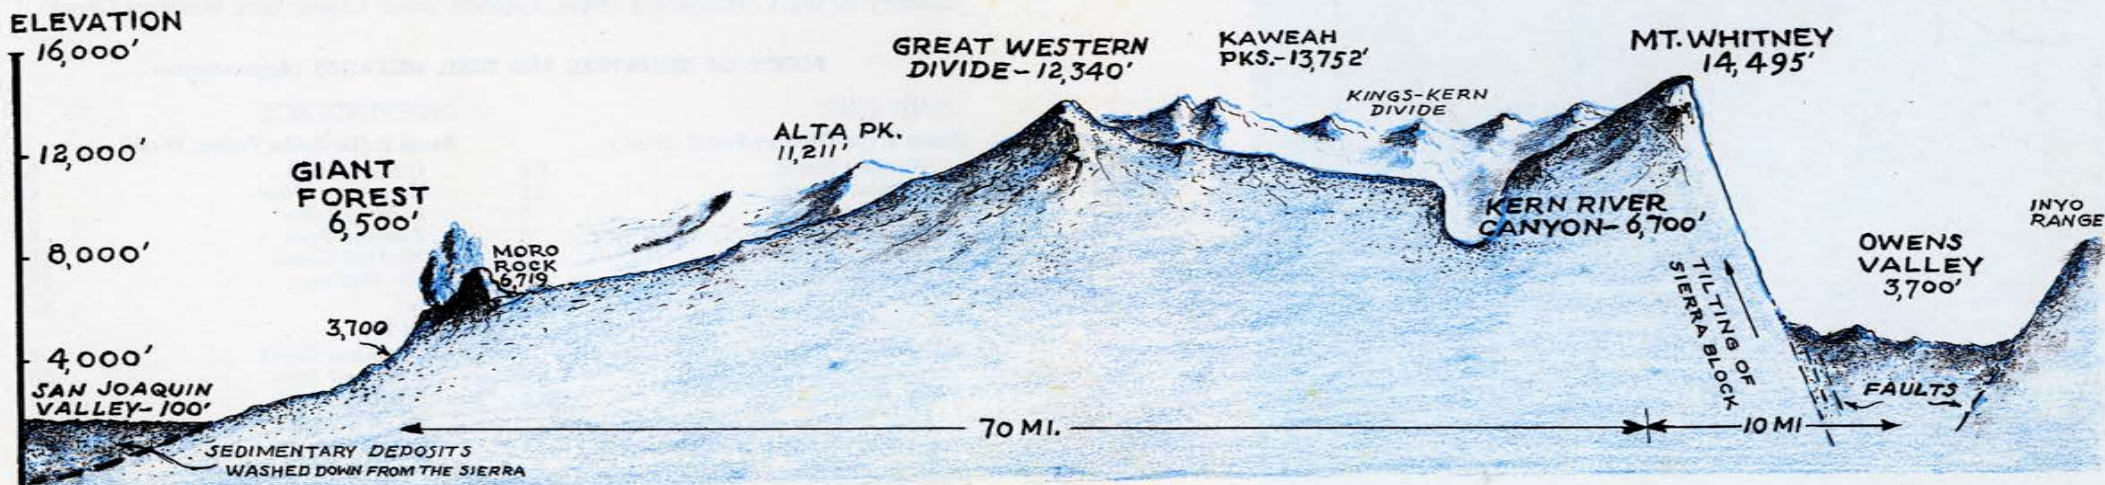 ELEVATION
16,000'
12,000'
8,000'
4,000'
SAN JOAQUIN
VALLEY-100'
SEDIMENTARY DEPOSITS
WASHED DOWN FROM THE SIERRA
3,700
GIANT
FOREST
6,500'
MORO
ROCK
6,719
ALTA PK.
11,211'
GREAT WESTERN
DIVIDE-12,340'
KAWEAH
PKS.-13,752'
KINGS-KERN
DIVIDE
KERN RIVER
CANYON-6,700'
MT. WHITNEY
14,495'
TILTING OF
SIERRA BLOCK
OWENS
VALLEY
3,700'
INYO
RANGE
FAULTS
70 MI.
10 MI